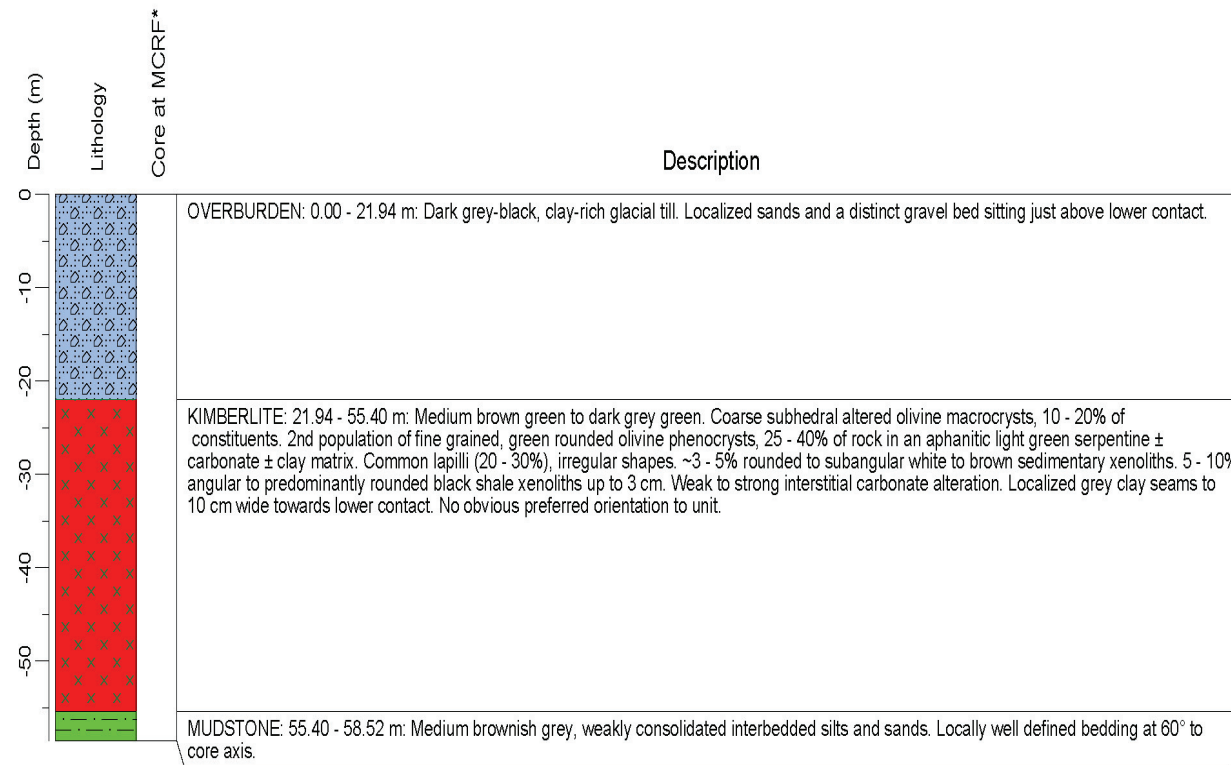 Depth (m)
Lithology
Core at MCRF*
Description
0
-10
-20
-30
-40
-50
OVERBURDEN: 0.00 - 21.94 m: Dark grey-black, clay-rich glacial till. Localized sands and a distinct gravel bed sitting just above lower contact.
KIMBERLITE: 21.94 - 55.40 m: Medium brown green to dark grey green. Coarse subhedral altered olivine macrocrysts, 10 - 20% of
constituents. 2nd population of fine grained, green rounded olivine phenocrysts, 25 - 40% of rock in an aphanitic light green serpentine ±
carbonate ± clay matrix. Common lapilli (20 - 30%), irregular shapes. ~3 - 5% rounded to subangular white to brown sedimentary xenoliths. 5 - 10%
angular to predominantly rounded black shale xenoliths up to 3 cm. Weak to strong interstitial carbonate alteration. Localized grey clay seams to
10 cm wide towards lower contact. No obvious preferred orientation to unit.
MUDSTONE: 55.40 - 58.52 m: Medium brownish grey, weakly consolidated interbedded silts and sands. Locally well defined bedding at 60° to
core axis.